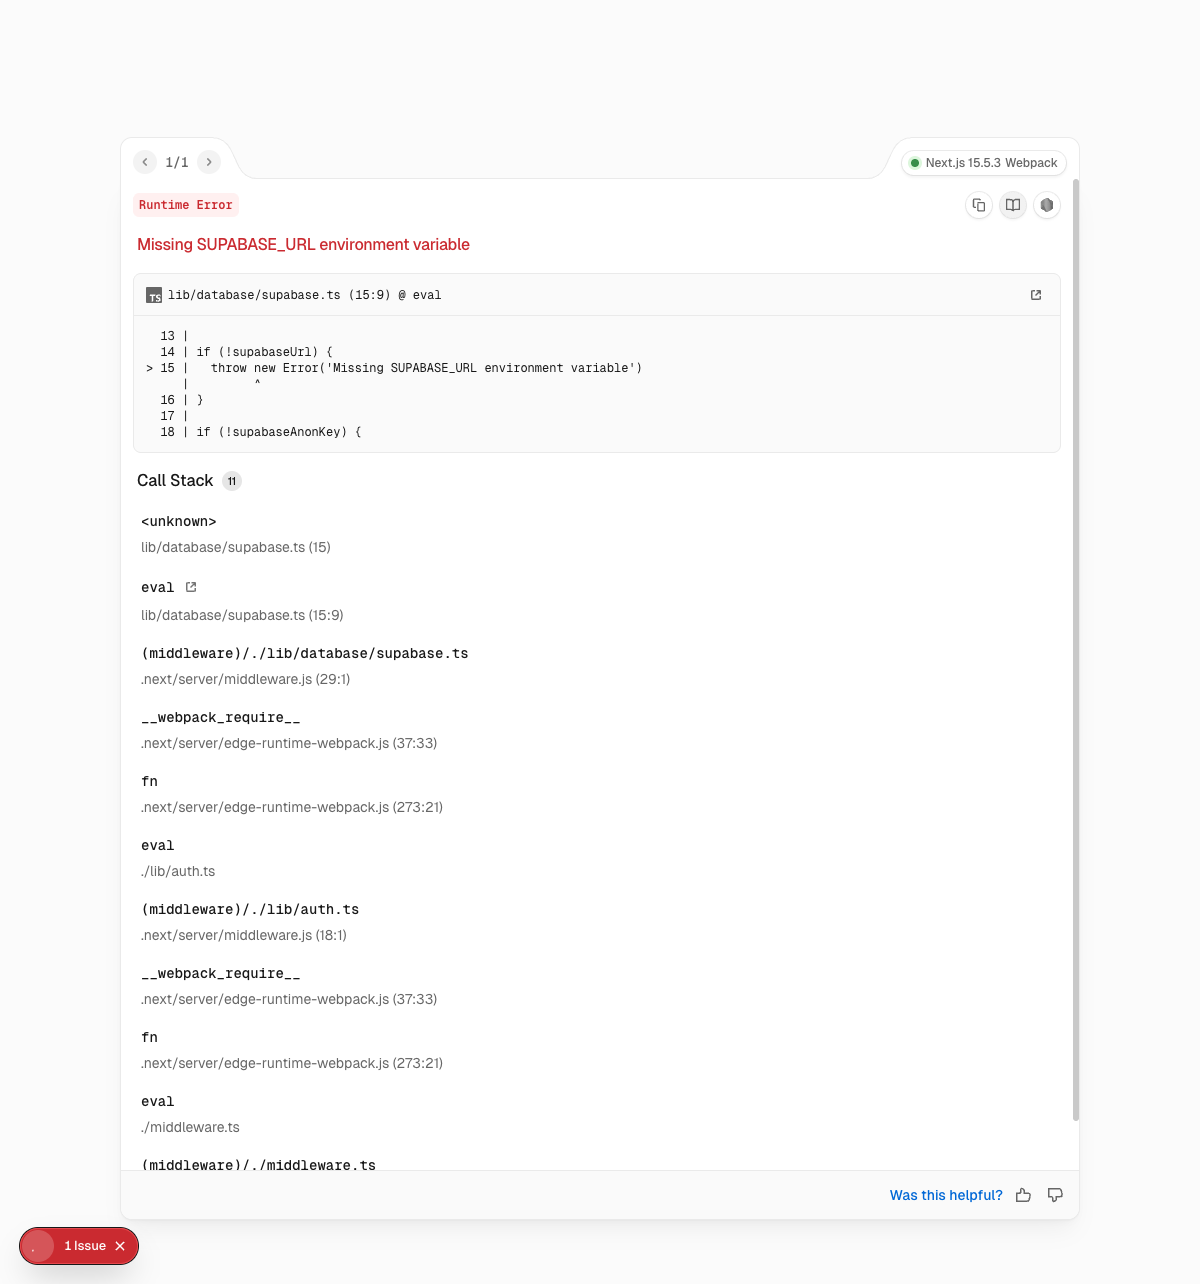 1/1
Next.js 15.5.3 Webpack
Runtime Error
Missing SUPABASE_URL environment variable
TS lib/database/supabase.ts (15:9) @ eval
  13 |
  14 | if (!supabaseUrl) {
> 15 |   throw new Error('Missing SUPABASE_URL environment variable')
     |         ^
  16 | }
  17 |
  18 | if (!supabaseAnonKey) {
Call Stack 11
<unknown>
lib/database/supabase.ts (15)
eval
lib/database/supabase.ts (15:9)
(middleware)/./lib/database/supabase.ts
.next/server/middleware.js (29:1)
__webpack_require__
.next/server/edge-runtime-webpack.js (37:33)
fn
.next/server/edge-runtime-webpack.js (273:21)
eval
./lib/auth.ts
(middleware)/./lib/auth.ts
.next/server/middleware.js (18:1)
__webpack_require__
.next/server/edge-runtime-webpack.js (37:33)
fn
.next/server/edge-runtime-webpack.js (273:21)
eval
./middleware.ts
(middleware)/./middleware.ts
Was this helpful?
. 1 Issue